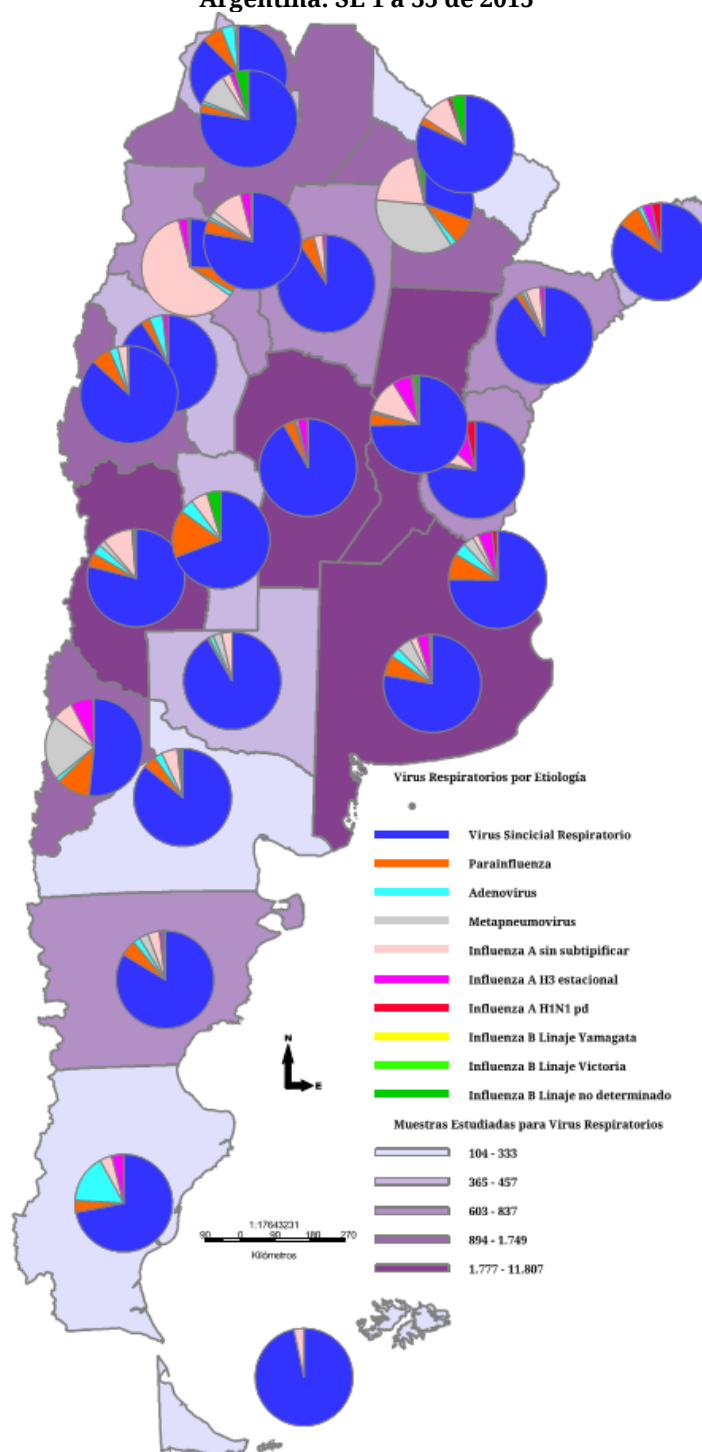 Argentina. SE 1 a 35 de 2015
Virus Respiratorios por Etiología
Virus Sincicial Respiratorio
Parainfluenza
Adenovirus
Metapneumovirus
Influenza A sin subtipificar
Influenza A H3 estacional
Influenza A H1N1 pd
Influenza B Linaje Yamagata
Influenza B Linaje Victoria
Influenza B Linaje no determinado
N
E
Muestras Estudiadas para Virus Respiratorios
104 - 333
365 - 457
603 - 837
894 - 1.749
1.777 - 11.807
1:17643231
90 0 90 180 270
Kilómetros